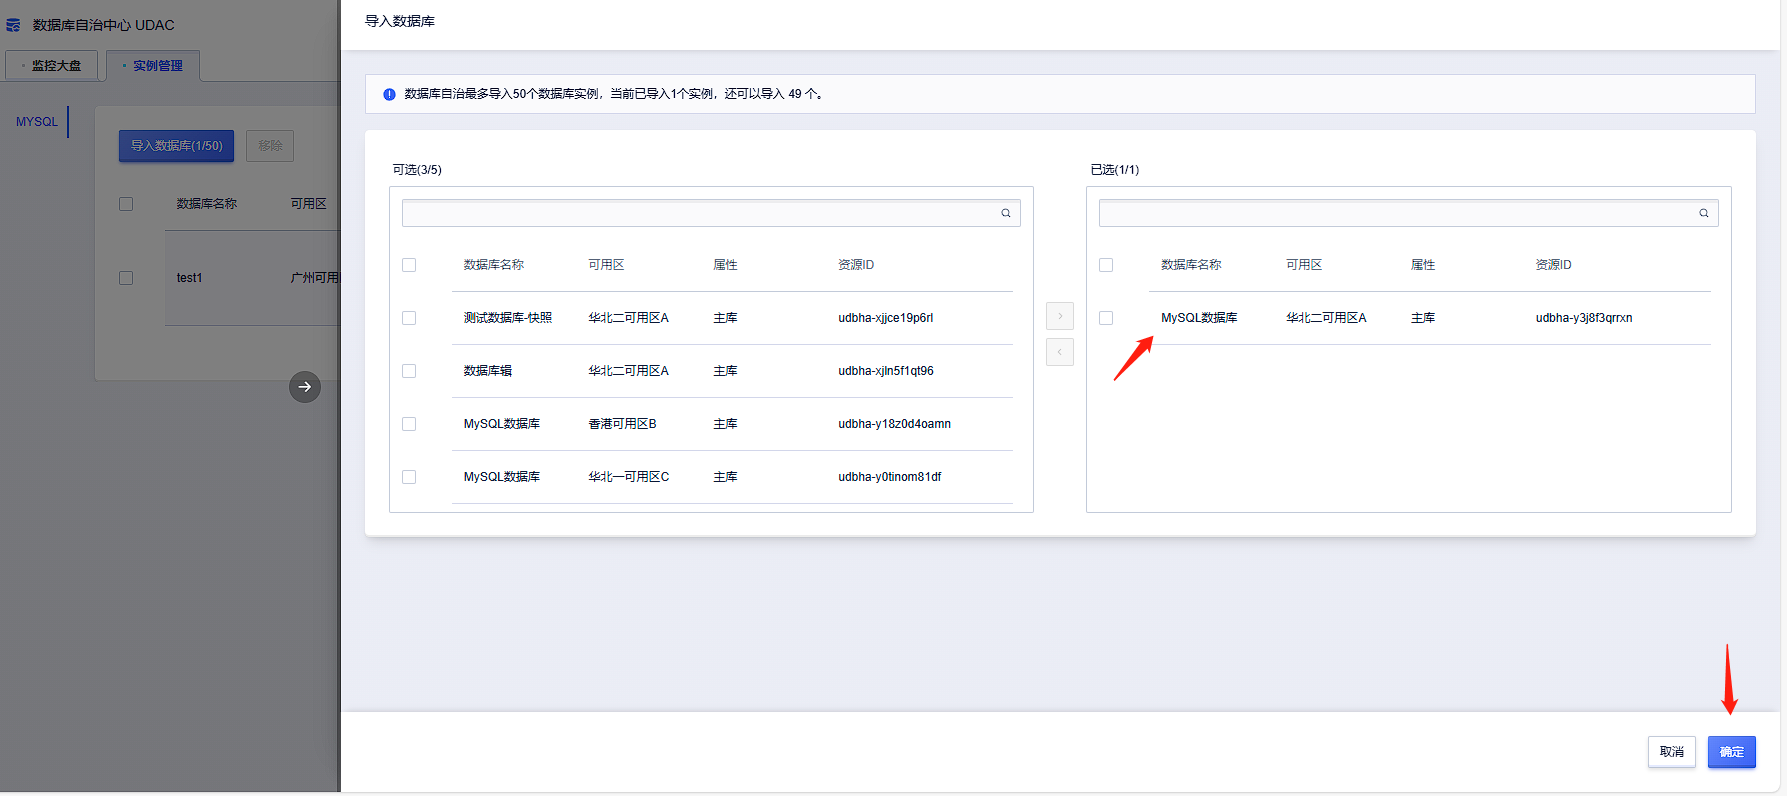 数据库自治中心 UDAC
监控大盘
实例管理
MYSQL
导入数据库(1/50)
移除
数据库名称 可用区
test1 广州可用
导入数据库
数据库自治最多导入50个数据库实例，当前已导入1个实例，还可以导入 49 个。
可选(3/5)
数据库名称 可用区 属性 资源ID
测试数据库-快照 华北二可用区A 主库 udbha-xjjce19p6rl
数据库辑 华北二可用区A 主库 udbha-xjln5f1qt96
MySQL数据库 香港可用区B 主库 udbha-y18z0d4oamn
MySQL数据库 华北一可用区C 主库 udbha-y0tinom81df
已选(1/1)
数据库名称 可用区 属性 资源ID
MySQL数据库 华北二可用区A 主库 udbha-y3j8f3qrrxn
取消
确定